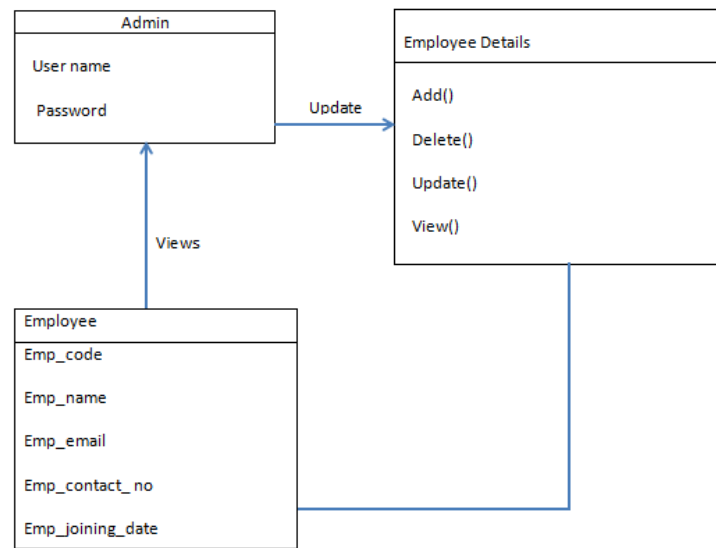 Admin
User name
Password
Update
Employee Details
Add()
Delete()
Update()
View()
Views
Employee
Emp_code
Emp_name
Emp_email
Emp_contact_ no
Emp_joining_date